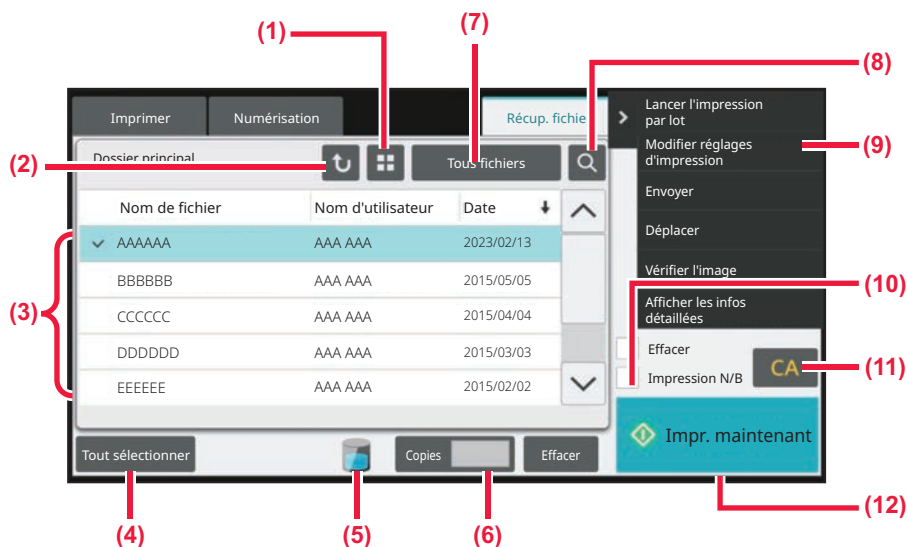 (1)
(7)
(8)
Imprimer
Numérisation
Récup. fichie
Lancer l'impression
par lot
Modifier réglages
d'impression
(9)
(2)
Dossier principal
Tous fichiers
Envoyer
Nom de fichier
Nom d'utilisateur
Date
Déplacer
AAAAAA
AAA AAA
2023/02/13
Vérifier l'image
(10)
BBBBBB
AAA AAA
2015/05/05
(3)
CCCCCC
AAA AAA
2015/04/04
Afficher les infos
détaillées
DDDDDD
AAA AAA
2015/03/03
Effacer
EEEEEE
AAA AAA
2015/02/02
Impression N/B
CA
(11)
Impr. maintenant
Tout sélectionner
Copies
Effacer
(12)
(4)
(5)
(6)